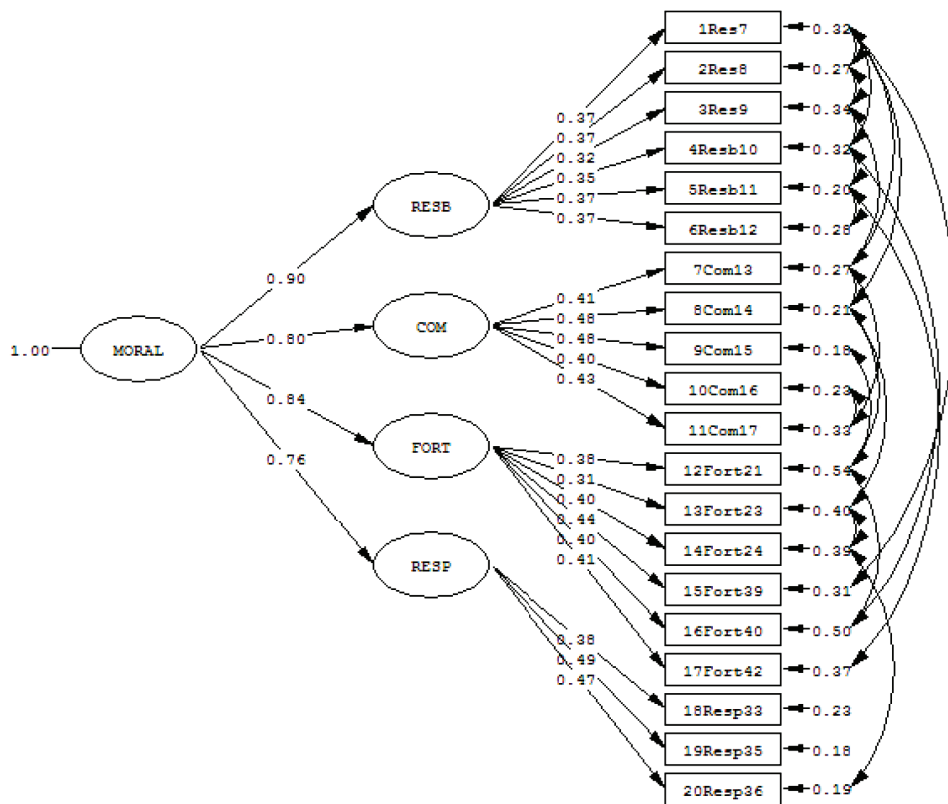 1Res7
0.32
2Res8
0.27
3Res9
0.34
4Resb10
0.32
5Resb11
0.20
6Resb12
0.28
7Com13
0.27
8Com14
0.21
9Com15
0.18
10Com16
0.23
11Com17
0.33
12Fort21
0.54
13Fort23
0.40
14Fort24
0.39
15Fort39
0.31
16Fort40
0.50
17Fort42
0.37
18Resp33
0.23
19Resp35
0.18
20Resp36
0.19
0.37
0.37
0.32
0.35
0.37
0.37
0.41
0.48
0.48
0.40
0.43
0.38
0.31
0.40
0.44
0.40
0.41
0.38
0.49
0.47
RESB
COM
FORT
RESP
0.90
0.80
0.84
0.76
1.00
MORAL